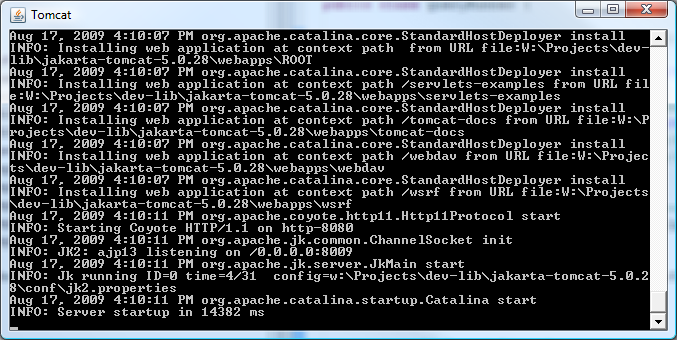 Tomcat
Aug 17, 2009 4:10:07 PM org.apache.catalina.core.StandardHostDeployer install
INFO: Installing web application at context path  from URL file:W:\Projects\dev-
lib\jakarta-tomcat-5.0.28\webapps\ROOT
Aug 17, 2009 4:10:07 PM org.apache.catalina.core.StandardHostDeployer install
INFO: Installing web application at context path /servlets-examples from URL fil
e:W:\Projects\dev-lib\jakarta-tomcat-5.0.28\webapps\servlets-examples
Aug 17, 2009 4:10:07 PM org.apache.catalina.core.StandardHostDeployer install
INFO: Installing web application at context path /tomcat-docs from URL file:W:\P
rojects\dev-lib\jakarta-tomcat-5.0.28\webapps\tomcat-docs
Aug 17, 2009 4:10:07 PM org.apache.catalina.core.StandardHostDeployer install
INFO: Installing web application at context path /webdav from URL file:W:\Projec
ts\dev-lib\jakarta-tomcat-5.0.28\webapps\webdav
Aug 17, 2009 4:10:07 PM org.apache.catalina.core.StandardHostDeployer install
INFO: Installing web application at context path /wsrf from URL file:W:\Projects
\dev-lib\jakarta-tomcat-5.0.28\webapps\wsrf
Aug 17, 2009 4:10:11 PM org.apache.coyote.http11.Http11Protocol start
INFO: Starting Coyote HTTP/1.1 on http-8080
Aug 17, 2009 4:10:11 PM org.apache.jk.common.ChannelSocket init
INFO: JK2: ajp13 listening on /0.0.0.0:8009
Aug 17, 2009 4:10:11 PM org.apache.jk.server.JkMain start
INFO: Jk running ID=0 time=4/31  config=w:\Projects\dev-lib\jakarta-tomcat-5.0.2
8\conf\jk2.properties
Aug 17, 2009 4:10:11 PM org.apache.catalina.startup.Catalina start
INFO: Server startup in 14382 ms